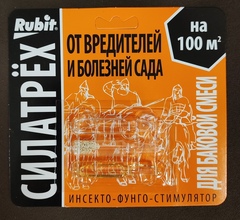 Rubit®
СИЛАТРЁХ
ОТ ВРЕДИТЕЛЕЙ
И БОЛЕЗНЕЙ САДА
на
100 м²
ДЛЯ БАКОВОЙ СМЕСИ
ИНСЕКТО-ФУНГО-СТИМУЛЯТОР